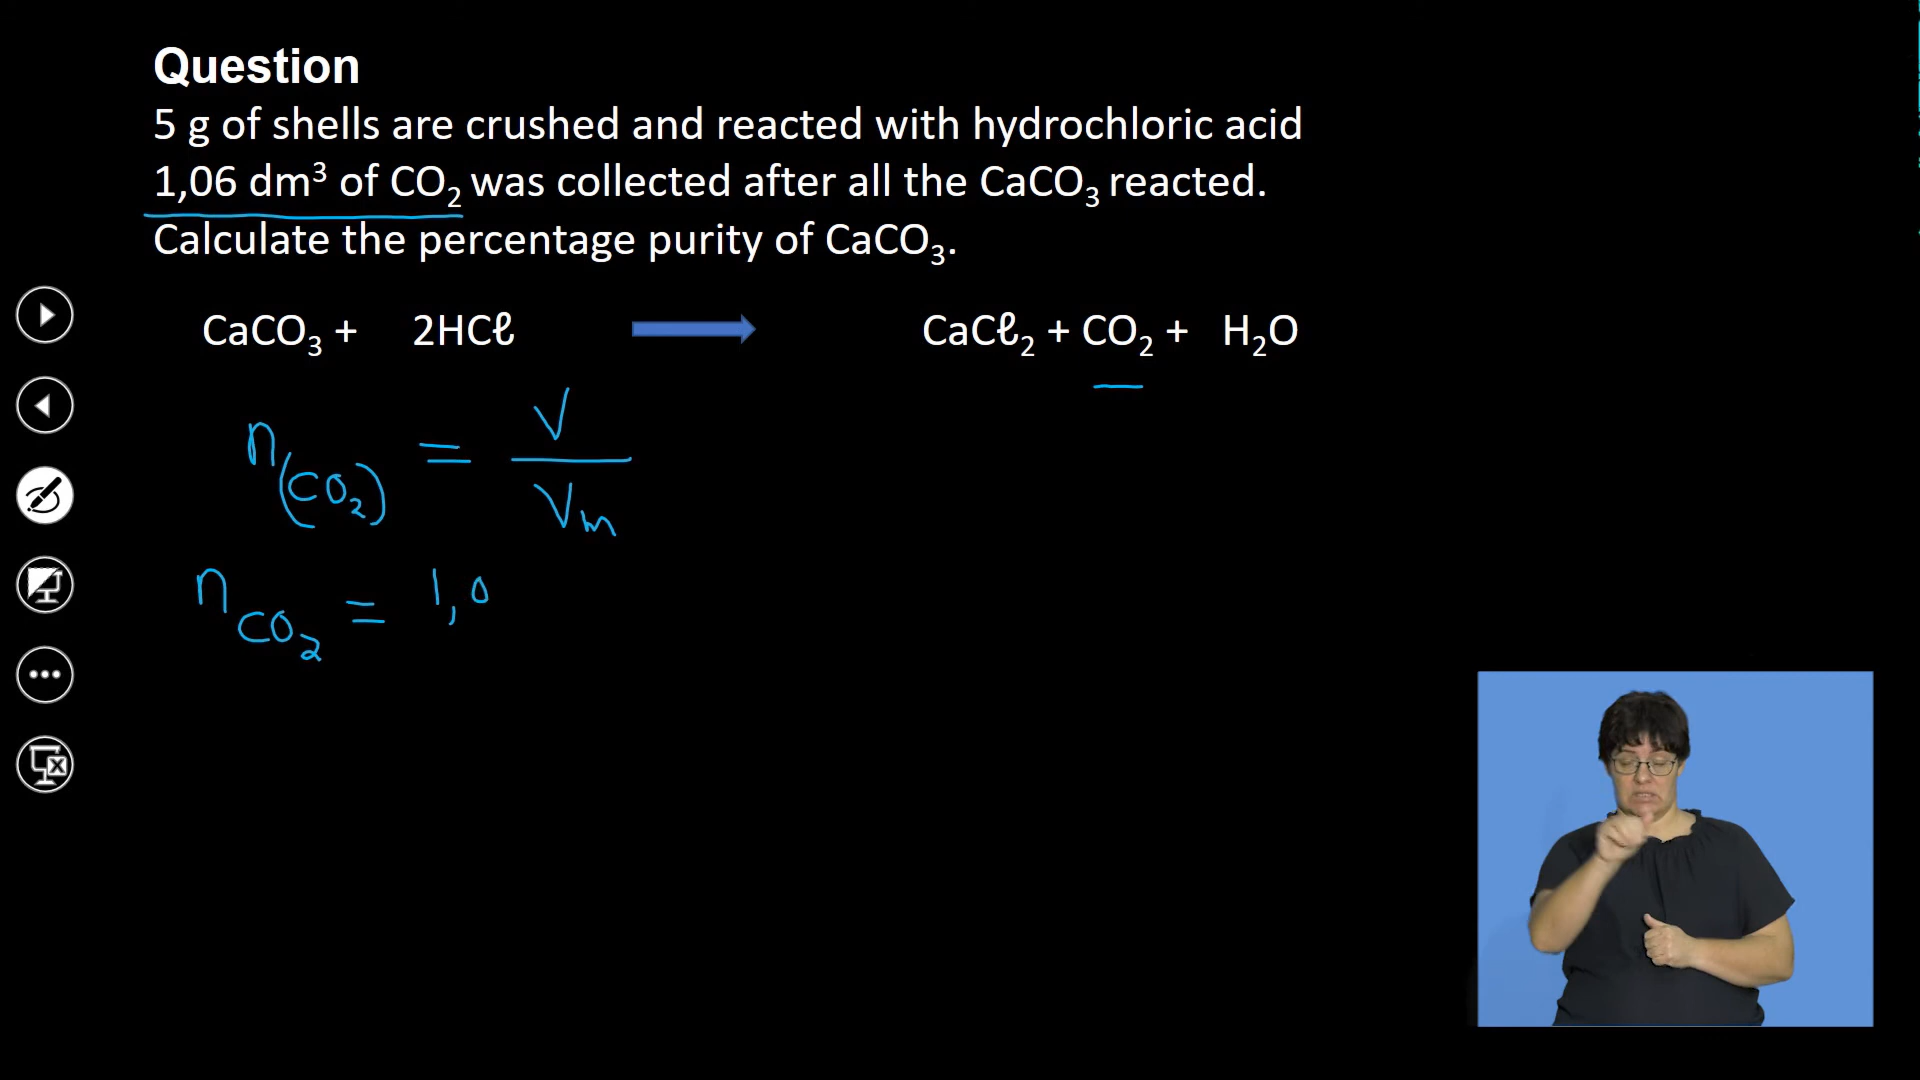 Question
5 g of shells are crushed and reacted with hydrochloric acid
1,06 dm³ of CO₂ was collected after all the CaCO₃ reacted.
Calculate the percentage purity of CaCO₃.
CaCO₃ + 2HCℓ CaCℓ₂ + CO₂ + H₂O
n(CO₂) = V/Vm
nCO₂ = 1,0